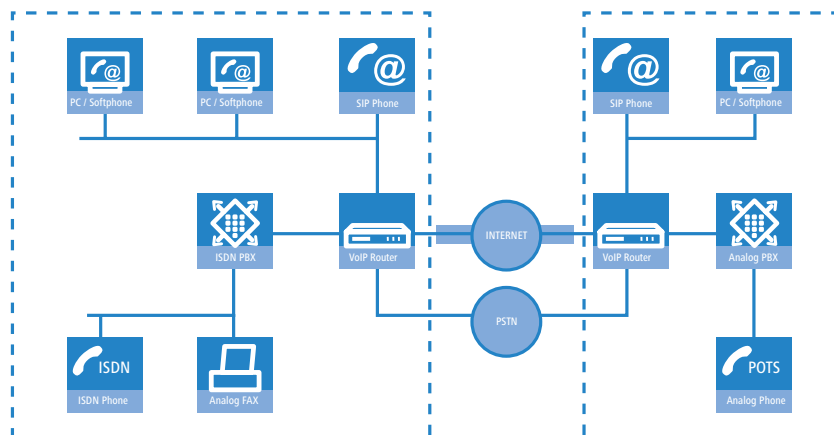 PC / Softphone
PC / Softphone
@
SIP Phone
@
SIP Phone
@
PC / Softphone
@
@
ISDN PBX
VoIP Router
INTERNET
VoIP Router
Analog PBX
PSTN
ISDN
ISDN Phone
Analog FAX
POTS
Analog Phone